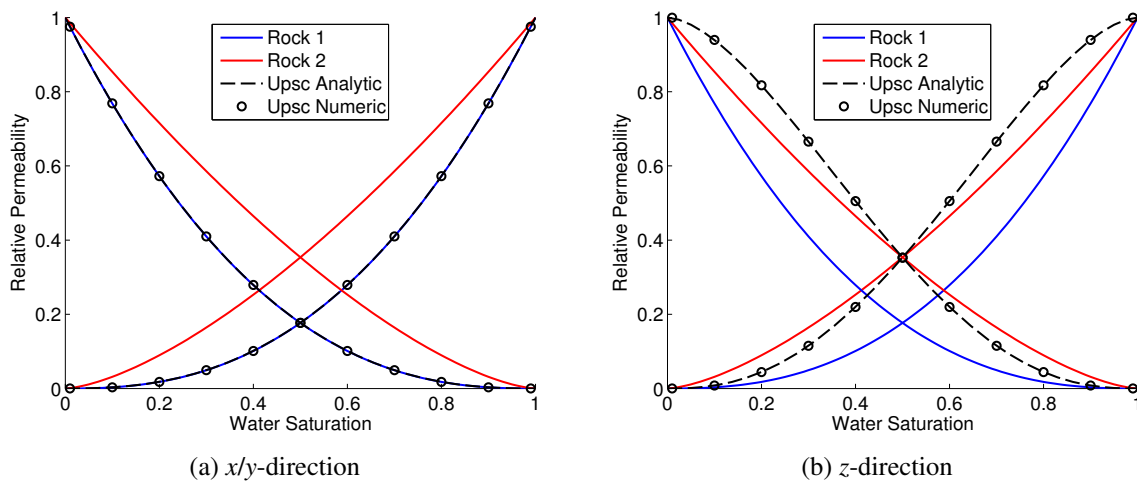 1
0.8
0.6
0.4
0.2
0
Relative Permeability
Rock 1
Rock 2
Upsc Analytic
Upsc Numeric
0 0.2 0.4 0.6 0.8 1
Water Saturation
(a) x/y-direction
1
0.8
0.6
0.4
0.2
0
Relative Permeability
Rock 1
Rock 2
Upsc Analytic
Upsc Numeric
0 0.2 0.4 0.6 0.8 1
Water Saturation
(b) z-direction